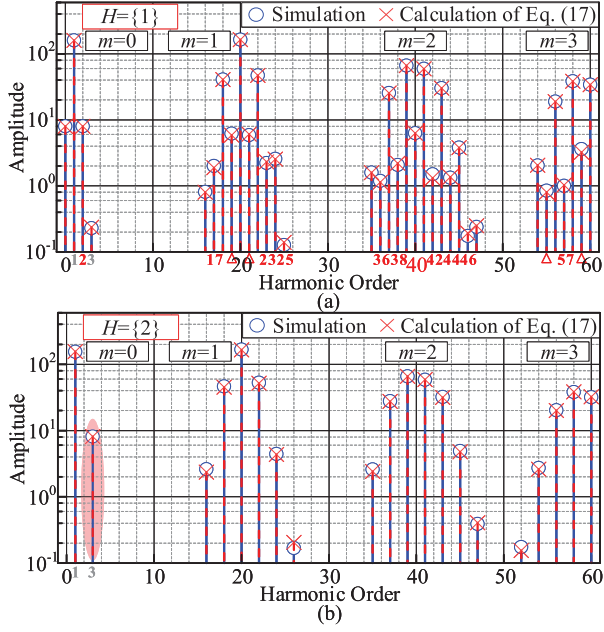 H={1}
Simulation
Calculation of Eq. (17)
m=0
m=1
m=2
m=3
Amplitude
10²
10¹
10⁰
10⁻¹
0
10
20
30
40
50
60
1 2 3
17 Δ Δ 23 25
36 38 42 44 46
Δ 57 Δ
Harmonic Order
(a)
H={2}
Simulation
Calculation of Eq. (17)
m=0
m=1
m=2
m=3
Amplitude
10²
10¹
10⁰
10⁻¹
0
10
20
30
40
50
60
1 3
Harmonic Order
(b)